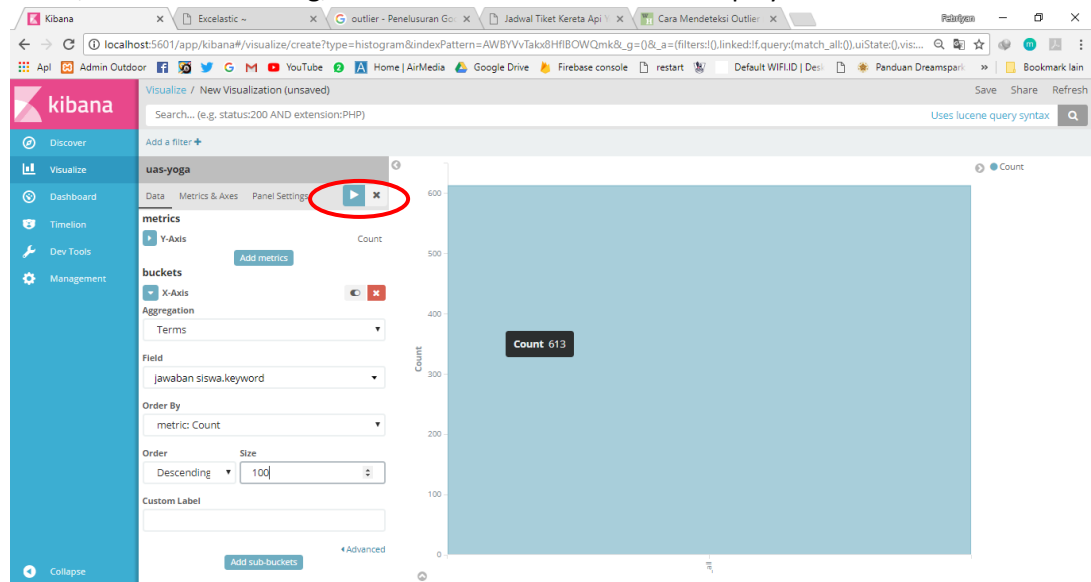 Kibana
Excelastic ~
outlier - Penelusuran Goo
Jadwal Tiket Kereta Api Y
Cara Mendeteksi Outlier
Febriyan
localhost:5601/app/kibana#/visualize/create?type=histogram&indexPattern=AWBYVvTakx8HfIBOWQmk&_g=()&_a=(filters:!(),linked:!f,query:(match_all:()),uiState:(),vis:...
Apl
Admin Outdoor
YouTube
Home | AirMedia
Google Drive
Firebase console
restart
Default WIFI.ID | Des
Panduan Dreamspark
»
Bookmark lain
kibana
Visualize / New Visualization (unsaved)
Save Share Refresh
Search... (e.g. status:200 AND extension:PHP)
Uses lucene query syntax
Discover
Visualize
Dashboard
Timelion
Dev Tools
Management
Collapse
Add a filter +
uas-yoga
Data Metrics & Axes Panel Settings
metrics
Y-Axis Count
Add metrics
buckets
X-Axis
Aggregation
Terms
Field
jawaban siswa.keyword
Order By
metric: Count
Order Size
Descending 100
Custom Label
Advanced
Add sub-buckets
Count
600
500
400
300
200
100
0
Count
Count 613